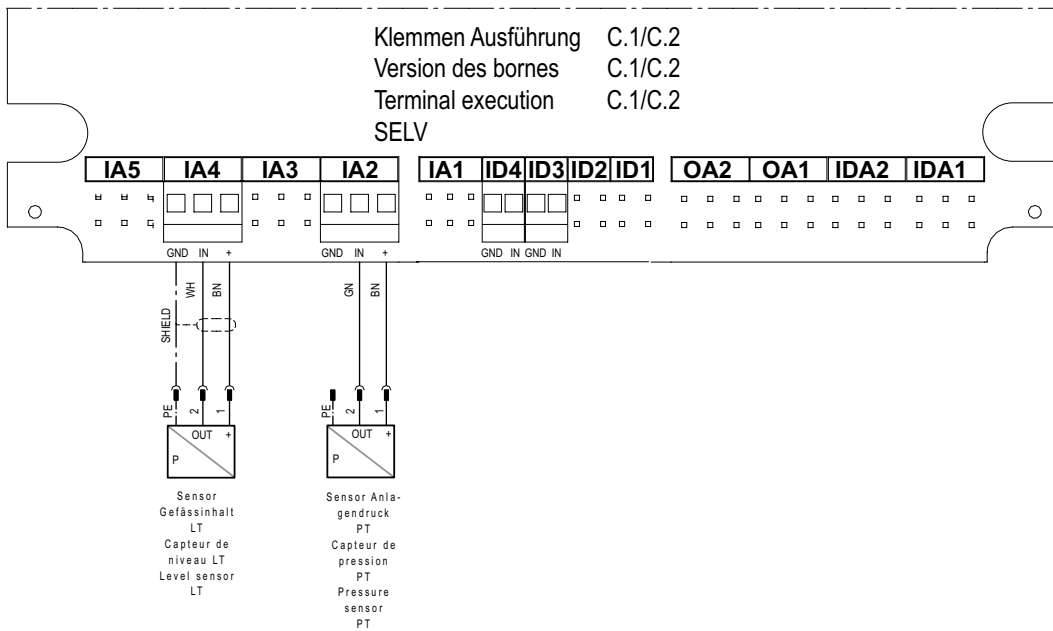 Klemmen Ausführung C.1/C.2
Version des bornes C.1/C.2
Terminal execution C.1/C.2
SELV
IA5 IA4 IA3 IA2 IA1 ID4 ID3 ID2 ID1 OA2 OA1 IDA2 IDA1
GND IN + GND IN + GND IN GND IN
SHIELD WH BN GN BN
PE 2 1 PE 2 1
OUT + OUT +
P P
Sensor
Gefässinhalt
LT
Capteur de
niveau LT
Level sensor
LT
Sensor Anla-
gendruck
PT
Capteur de
pression
PT
Pressure
sensor
PT